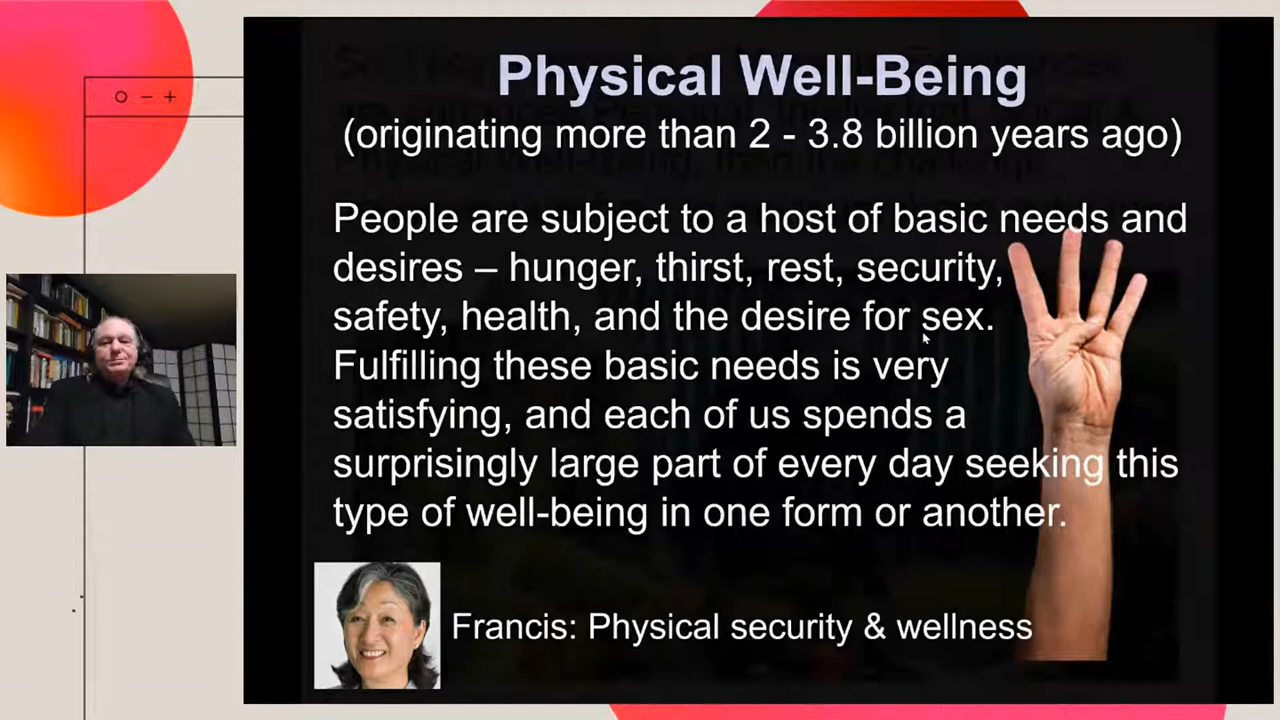 Physical Well-Being
(originating more than 2 - 3.8 billion years ago)
People are subject to a host of basic needs and
desires – hunger, thirst, rest, security,
safety, health, and the desire for sex.
Fulfilling these basic needs is very
satisfying, and each of us spends a
surprisingly large part of every day seeking this
type of well-being in one form or another.
Francis: Physical security & wellness